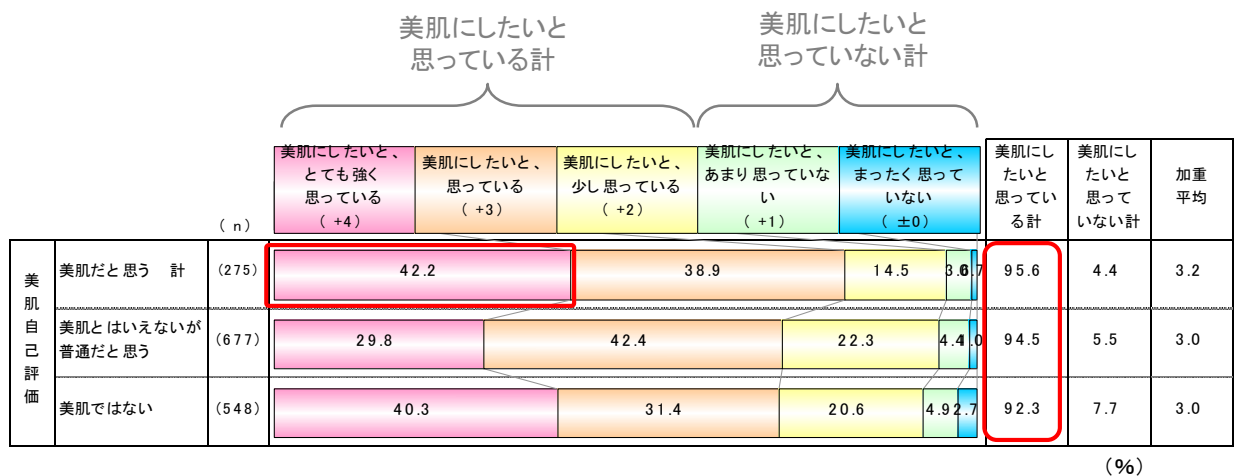 美肌にしたいと
思っている計
美肌にしたいと
思っていない計
美肌にしたいと、
とても強く
思っている
( +4)
美肌にしたいと、
思っている
( +3)
美肌にしたいと、
少し思っている
( +2)
美肌にしたいと、
あまり思っていな
い
( +1)
美肌にしたいと、
まったく思って
いない
( ±0)
美肌にし
たいと
思ってい
る計
美肌にし
たいと
思って
いない計
加重
平均
( n)
美肌自己評価
美肌だと思う 計 (275) 42.2 38.9 14.5 95.6 4.4 3.2
美肌とはいえないが
普通だと思う (677) 29.8 42.4 22.3 4.4 1.0 94.5 5.5 3.0
美肌ではない (548) 40.3 31.4 20.6 4.9 2.7 92.3 7.7 3.0
(%)